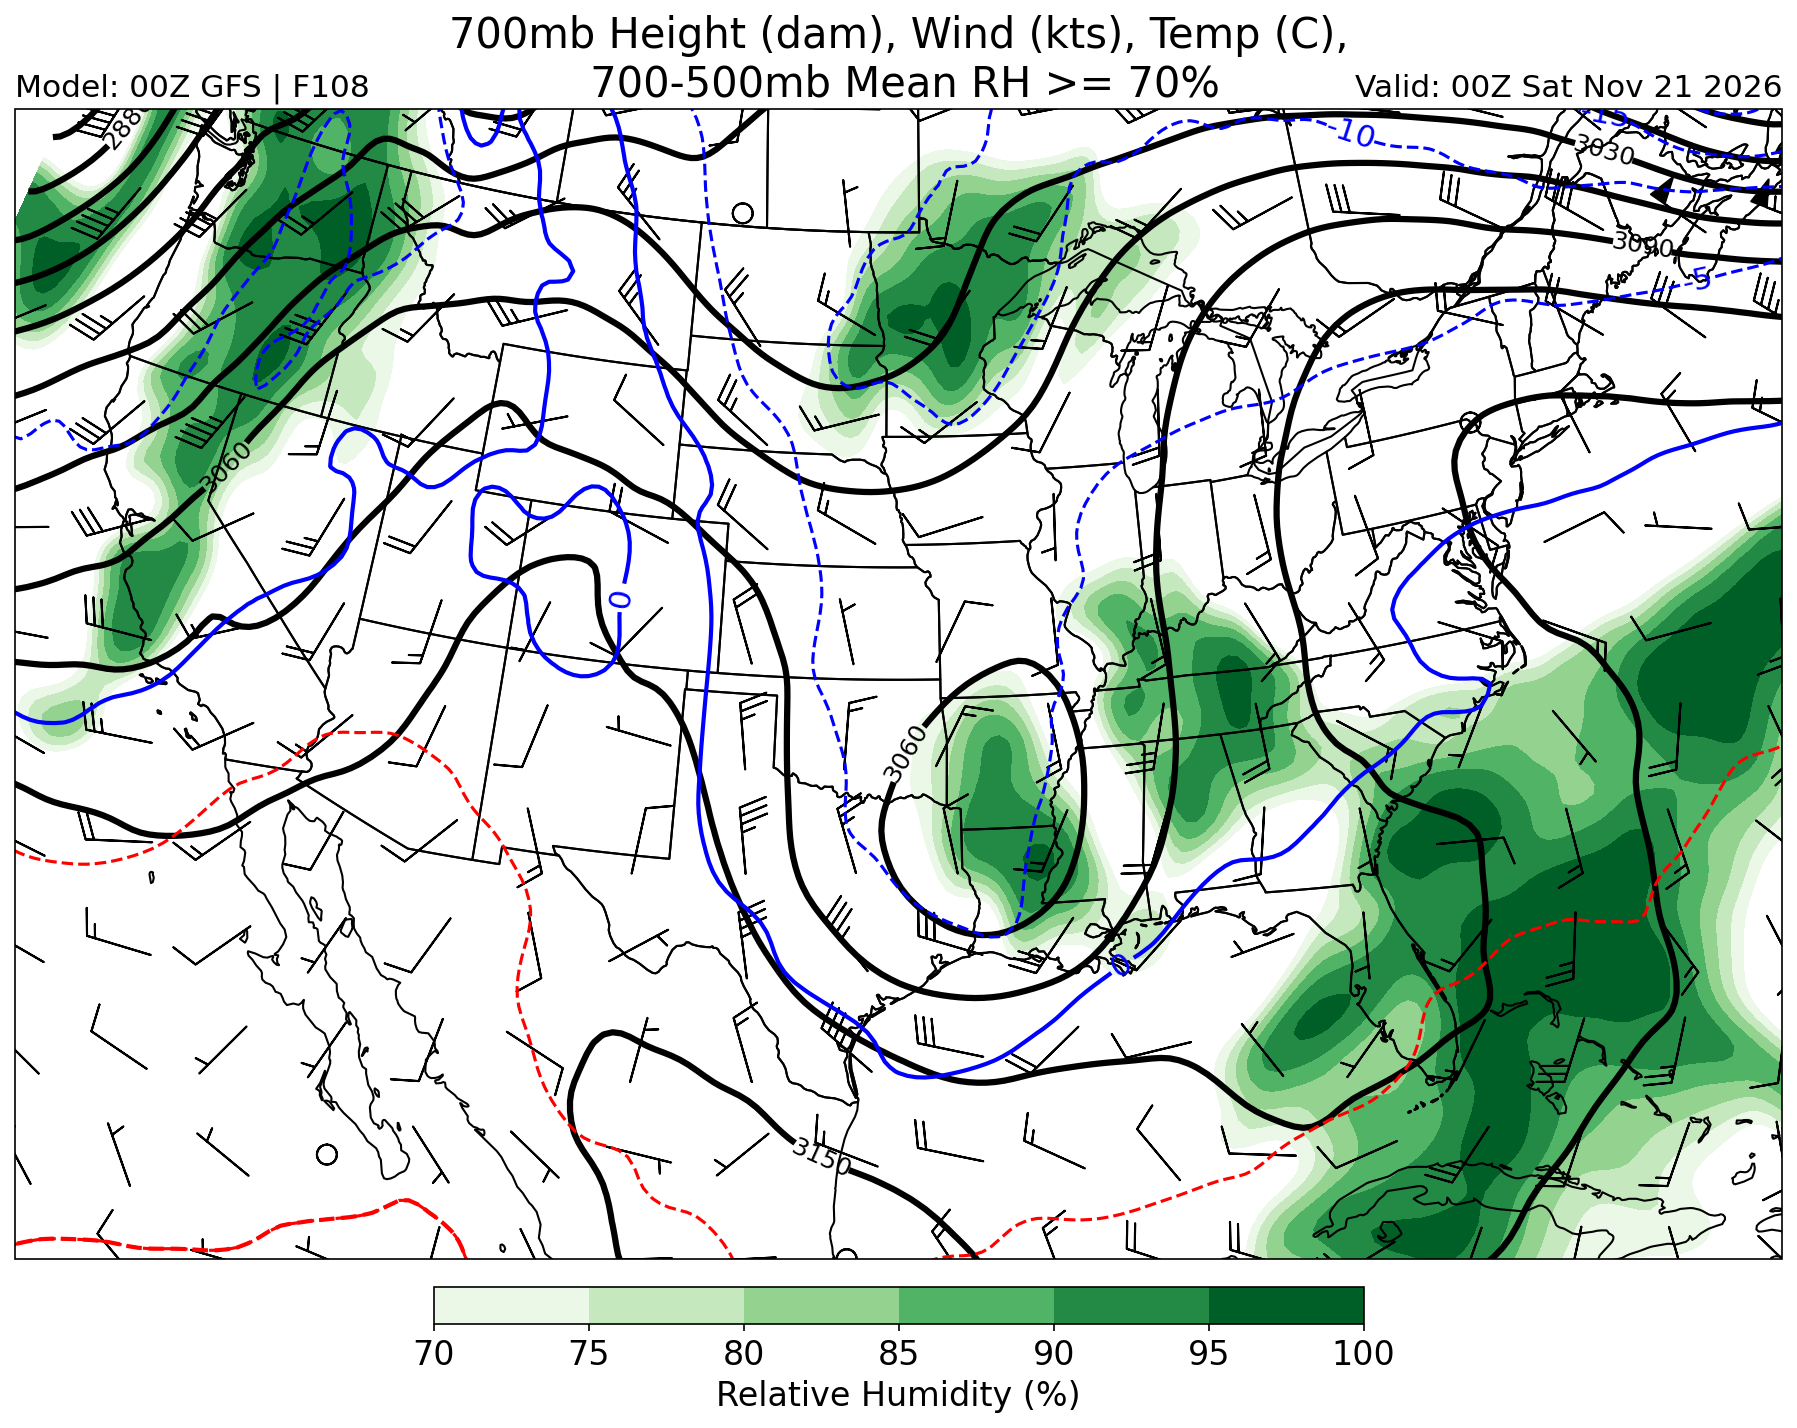 700mb Height (dam), Wind (kts), Temp (C),
700-500mb Mean RH >= 70%
Model: 00Z GFS | F108
Valid: 00Z Sat Nov 21 2026
-10
3030
3090
-5
3060
0
3060
0
3150
70 75 80 85 90 95 100
Relative Humidity (%)